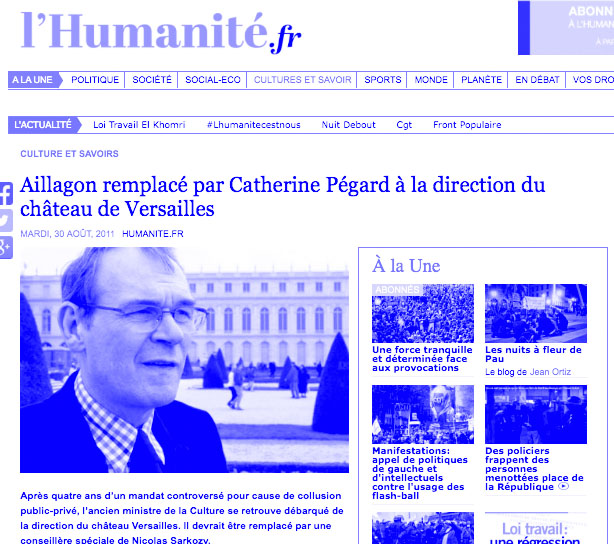 l'Humanité.fr
ABONN
À L'HUMAN
À PA
A LA UNE
POLITIQUE
SOCIÉTÉ
SOCIAL-ECO
CULTURES ET SAVOIR
SPORTS
MONDE
PLANÈTE
EN DÉBAT
VOS DRO
L'ACTUALITÉ
Loi Travail El Khomri
#Lhumanitecestnous
Nuit Debout
Cgt
Front Populaire
CULTURE ET SAVOIRS
Aillagon remplacé par Catherine Pégard à la direction du
château de Versailles
MARDI, 30 AOÛT, 2011 HUMANITE.FR
Après quatre ans d'un mandat controversé pour cause de collusion
public-privé, l'ancien ministre de la Culture se retrouve débarqué de
la direction du château Versailles. Il devrait être remplacé par une
conseillère spéciale de Nicolas Sarkozy.
À la Une
ABONNÉS
Une force tranquille
et déterminée face
aux provocations
Les nuits à fleur de
Pau
Le blog de Jean Ortiz
Manifestations:
appel de politiques
de gauche et
d'intellectuels
contre l'usage des
flash-ball
Des policiers
frappent des
personnes
menottées place de
la République
Loi travail:
une régression